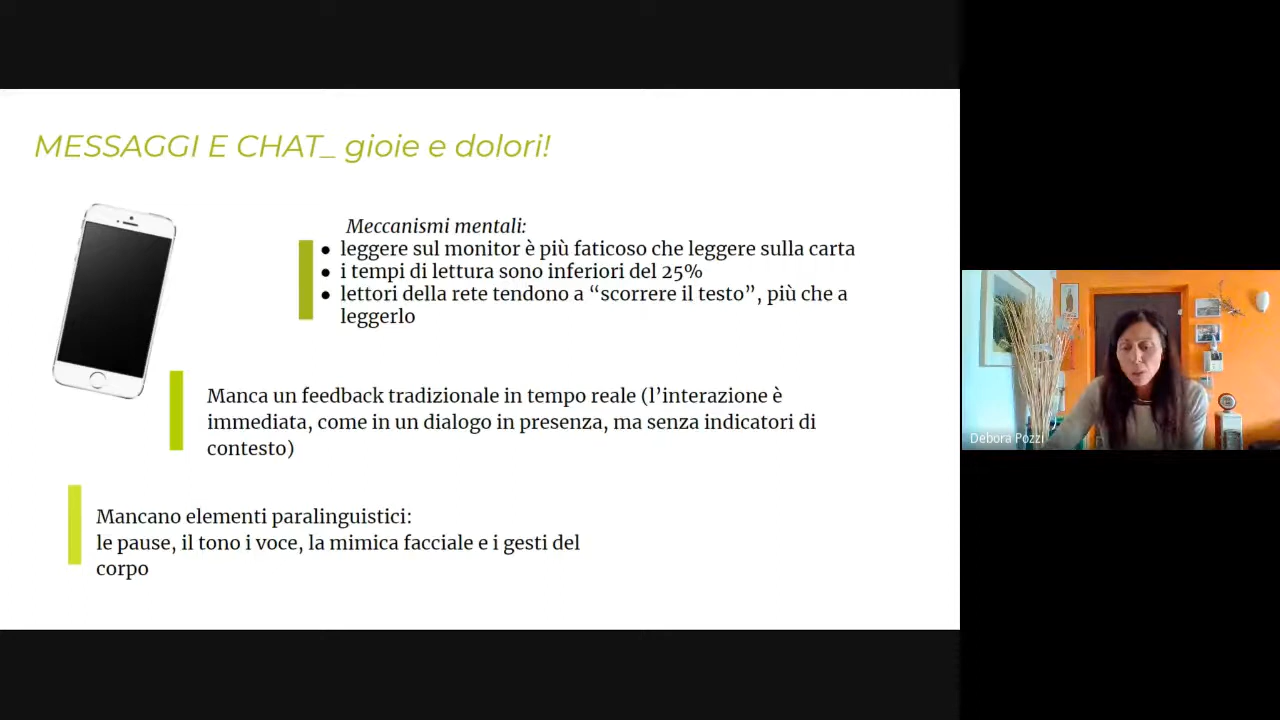 MESSAGGI E CHAT_ gioie e dolori!
Meccanismi mentali:
● leggere sul monitor è più faticoso che leggere sulla carta
● i tempi di lettura sono inferiori del 25%
● lettori della rete tendono a “scorrere il testo”, più che a
leggerlo
Manca un feedback tradizionale in tempo reale (l’interazione è
immediata, come in un dialogo in presenza, ma senza indicatori di
contesto)
Mancano elementi paralinguistici:
le pause, il tono i voce, la mimica facciale e i gesti del
corpo
Debora Pozzi